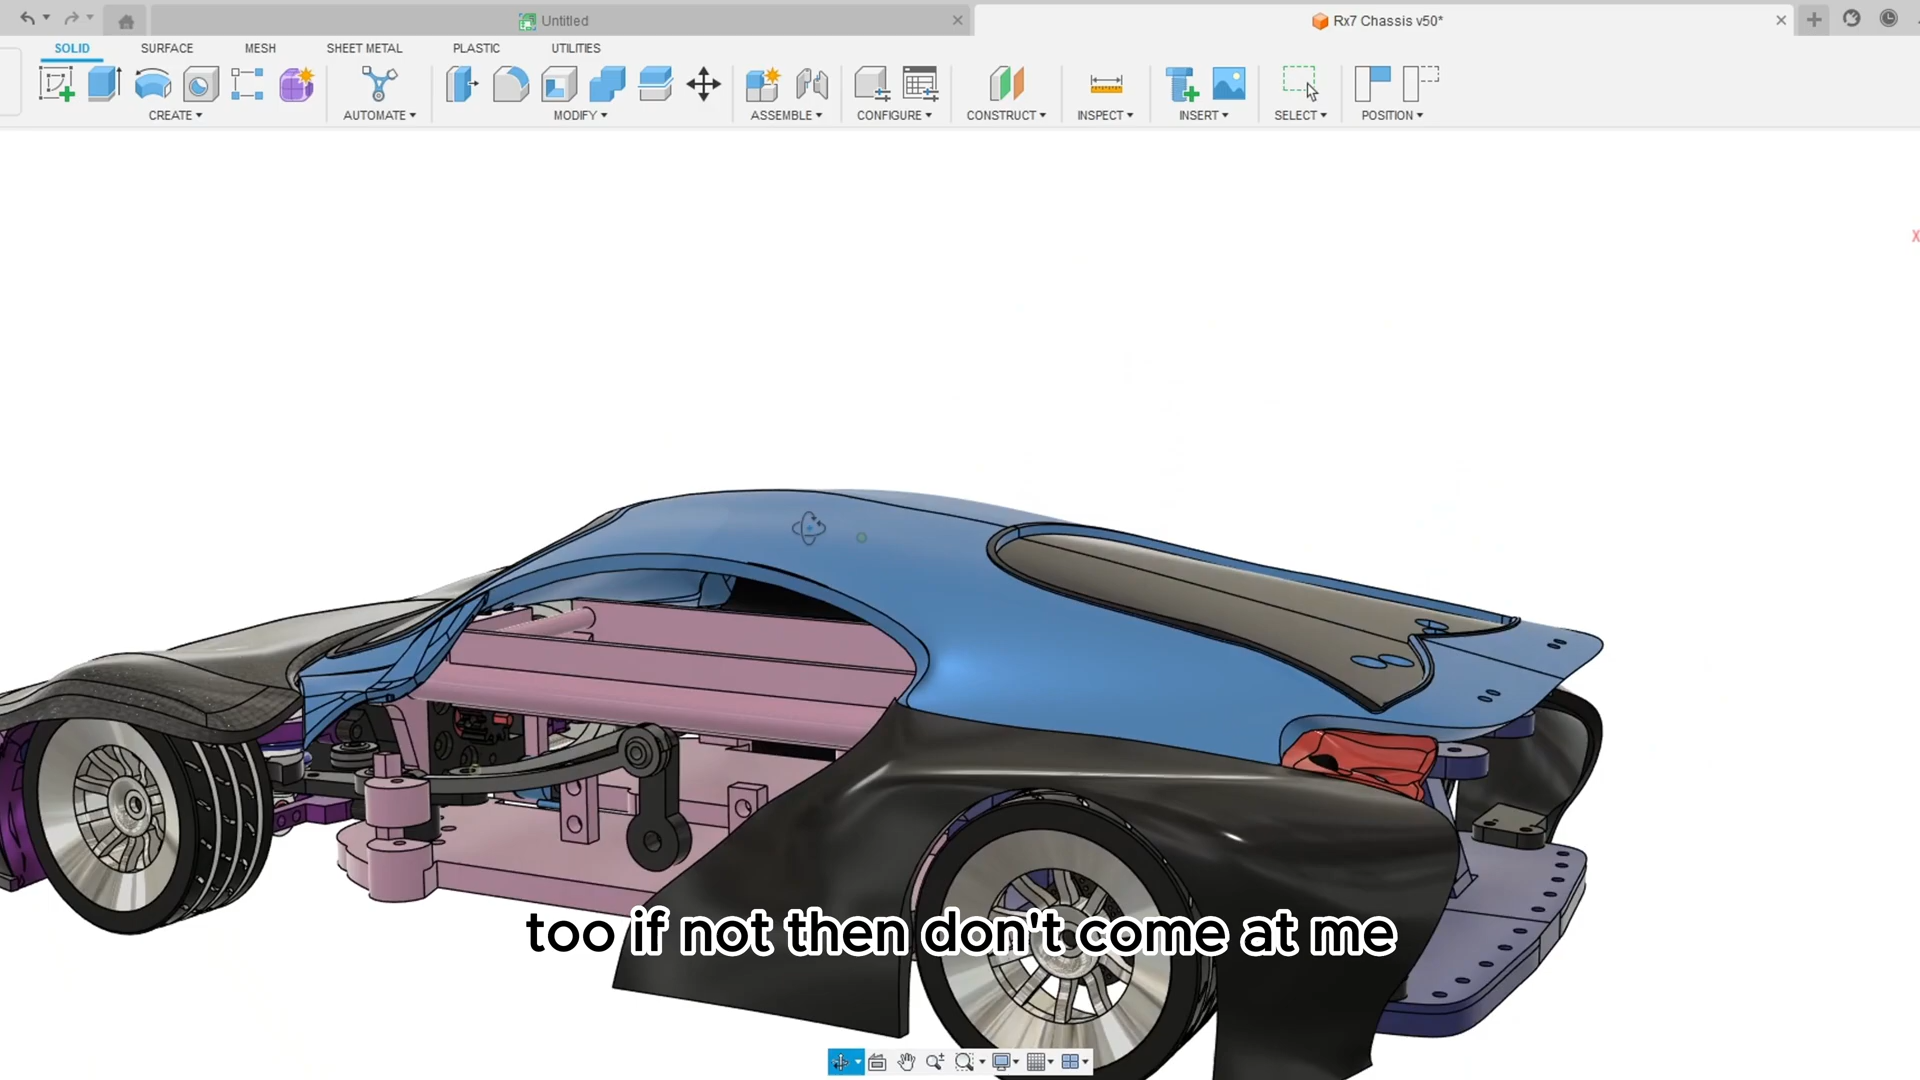 Untitled
Rx7 Chassis v50*
SOLID
SURFACE
MESH
SHEET METAL
PLASTIC
UTILITIES
CREATE
AUTOMATE
MODIFY
ASSEMBLE
CONFIGURE
CONSTRUCT
INSPECT
INSERT
SELECT
POSITION
X
too if not then don't come at me